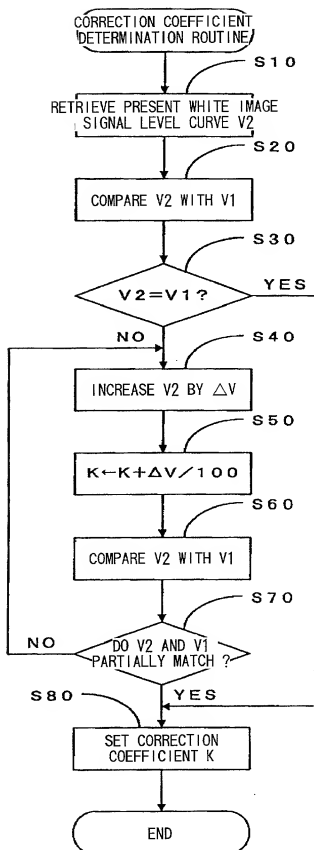 CORRECTION COEFFICIENT
DETERMINATION ROUTINE
S10
RETRIEVE PRESENT WHITE IMAGE
SIGNAL LEVEL CURVE V2
S20
COMPARE V2 WITH V1
S30
V2=V1?
YES
NO
S40
INCREASE V2 BY △V
S50
K←K+△V/100
S60
COMPARE V2 WITH V1
S70
DO V2 AND V1
PARTIALLY MATCH ?
NO
YES
S80
SET CORRECTION
COEFFICIENT K
END